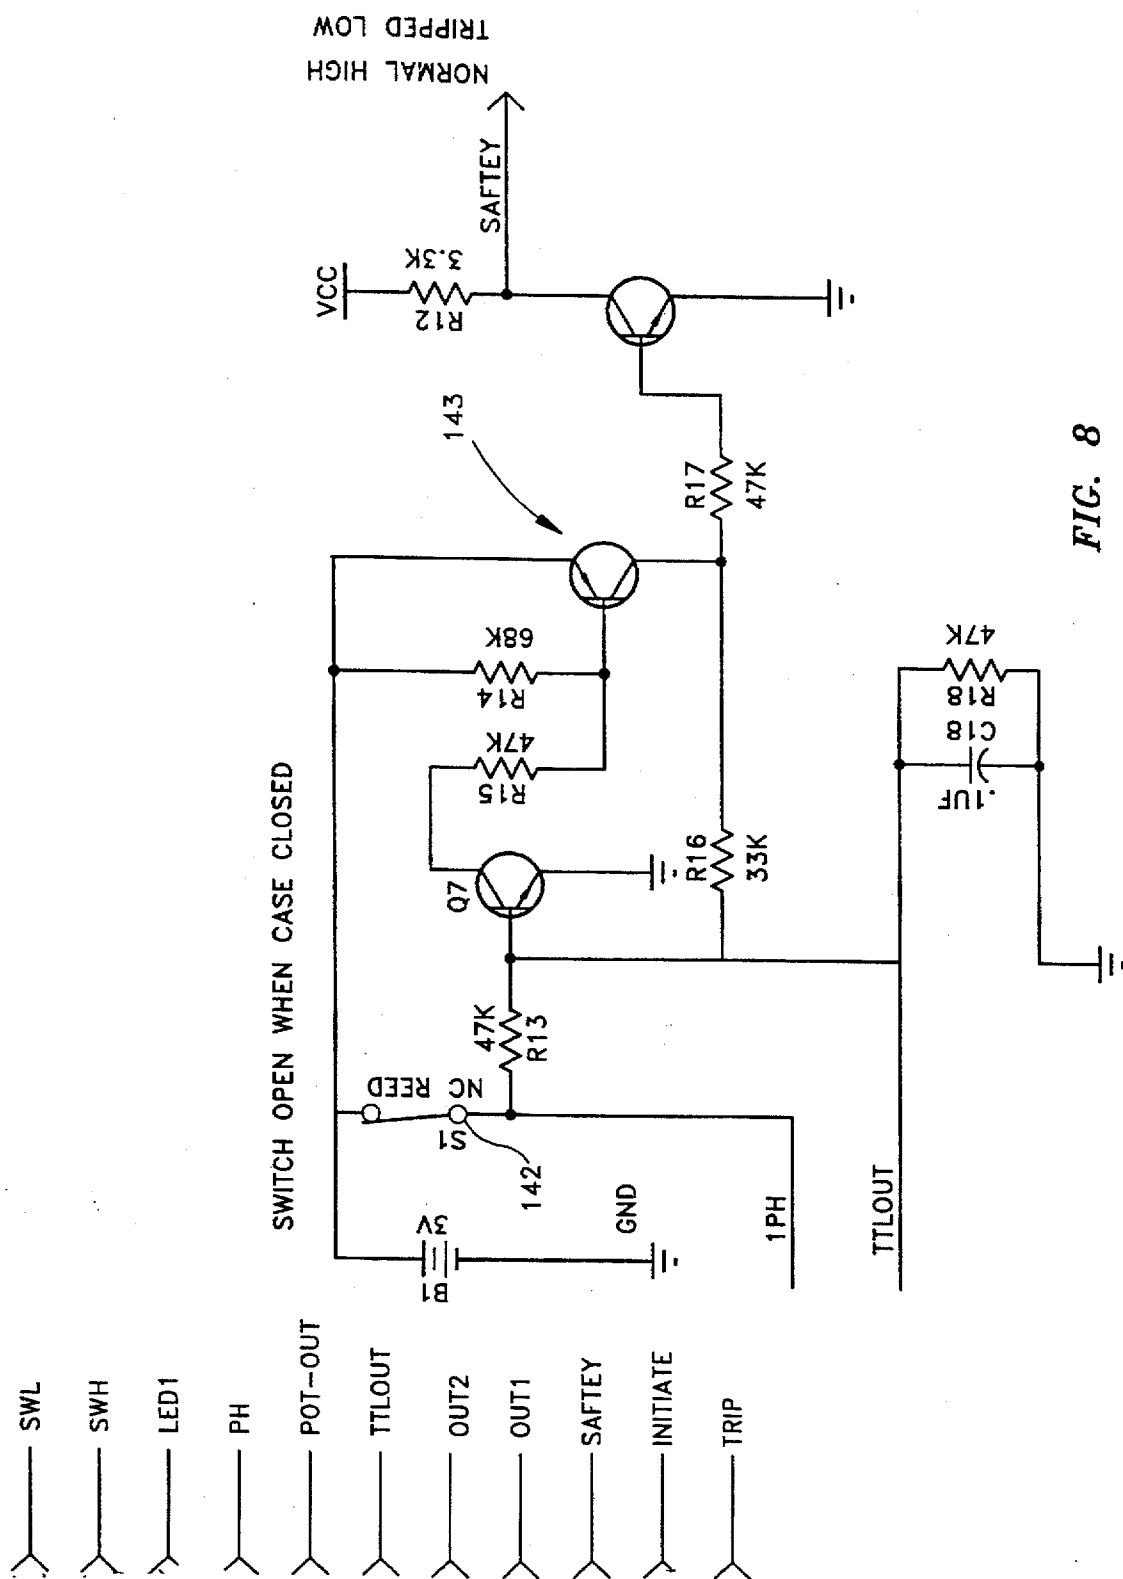 NORMAL HIGH
TRIPPED LOW
SAFTEY
VCC
R12
3.3K
143
R17
47K
R14
68K
R15
47K
SWITCH OPEN WHEN CASE CLOSED
Q7
R16
33K
R18
47K
C18
.1UF
47K
R13
REED
NC
S1
142
B1
3V
GND
1PH
TTLOUT
SWL
SWH
LED1
PH
POT-OUT
TTLOUT
OUT2
OUT1
SAFTEY
INITIATE
TRIP
FIG. 8